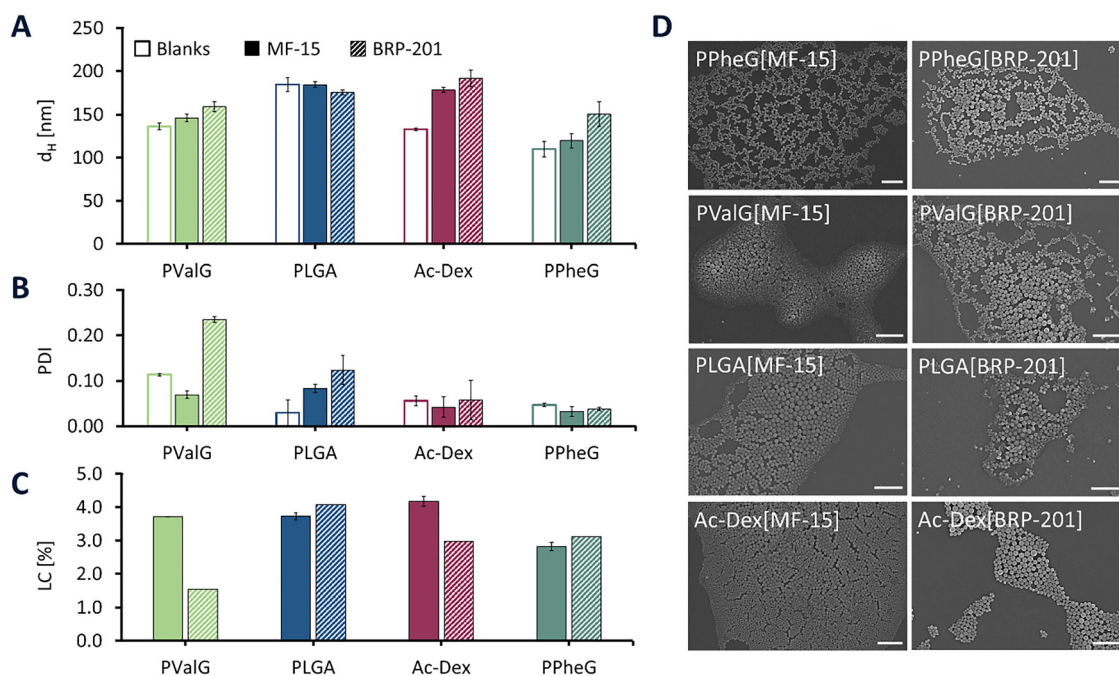 A
250
200
150
100
50
0
d_H [nm]
Blanks MF-15 BRP-201
PValG PLGA Ac-Dex PPheG
B
0.30
0.20
0.10
0.00
PDI
PValG PLGA Ac-Dex PPheG
C
5.0
4.0
3.0
2.0
1.0
0.0
LC [%]
PValG PLGA Ac-Dex PPheG
D
PPheG[MF-15] PPheG[BRP-201]
PValG[MF-15] PValG[BRP-201]
PLGA[MF-15] PLGA[BRP-201]
Ac-Dex[MF-15] Ac-Dex[BRP-201]